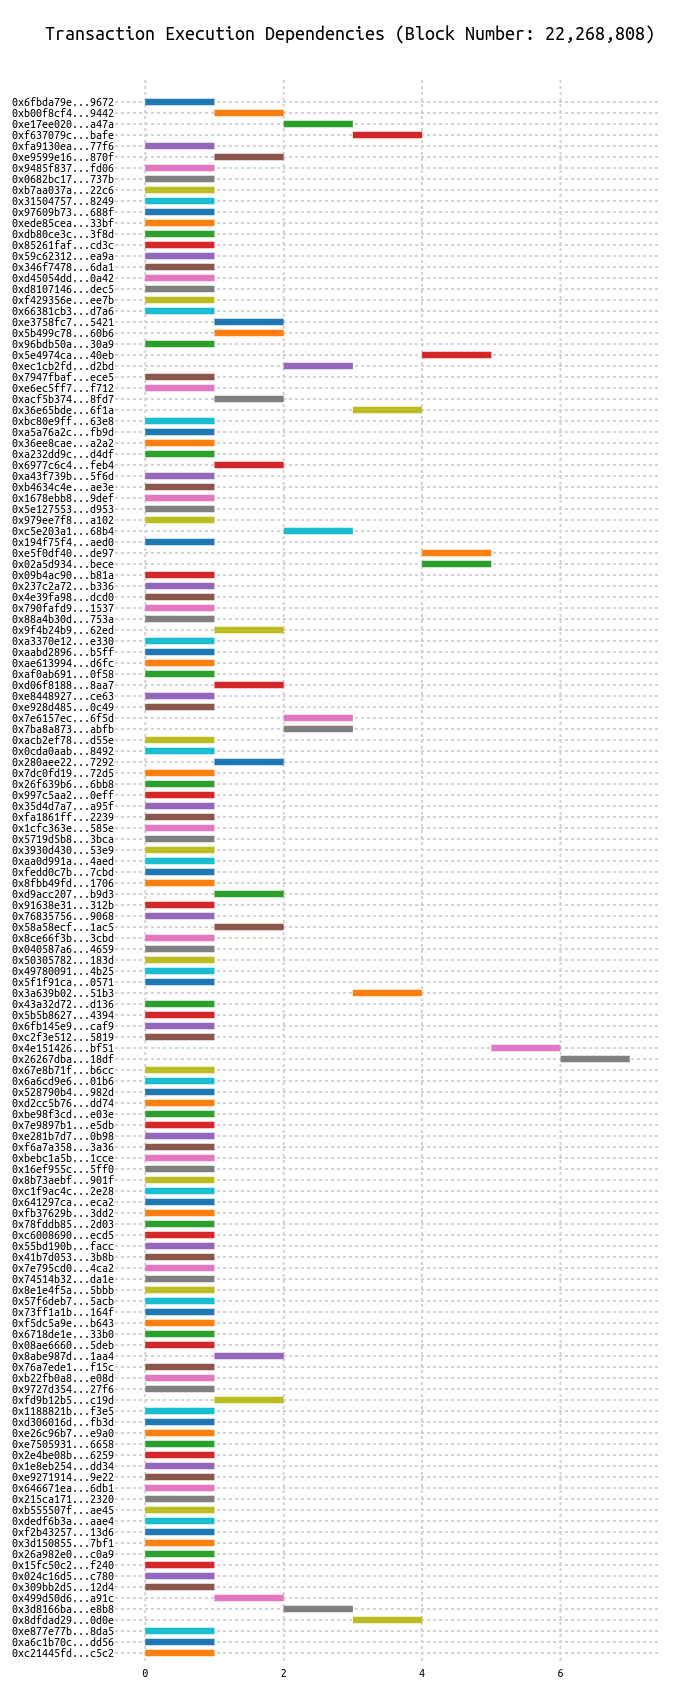 Transaction Execution Dependencies (Block Number: 22,268,808)
0x6fbda79e...9672
0xb00f8cf4...9442
0xe17ee020...a47a
0xf637079c...bafe
0xfa9130ea...77f6
0xe9599e16...870f
0x9485f837...fd06
0x0682bc17...737b
0xb7aa037a...22c6
0x31504757...8249
0x97609b73...688f
0xede85cea...33bf
0xdb80ce3c...3f8d
0x85261faf...cd3c
0x59c62312...ea9a
0x346f7478...6da1
0xd45054dd...0a42
0xd8107146...dec5
0xf429356e...ee7b
0x66381cb3...d7a6
0xe3758fc7...5421
0x5b499c78...60b6
0x96bdb50a...30a9
0x5e4974ca...40eb
0xec1cb2fd...d2bd
0x7947fbaf...ece5
0xe6ec5ff7...f712
0xacf5b374...8fd7
0x36e65bde...6f1a
0xbc80e9ff...63e8
0xa5a76a2c...fb9d
0x36ee8cae...a2a2
0xa232dd9c...d4df
0x6977c6c4...feb4
0xa43f739b...5f6d
0xb4634c4e...ae3e
0x1678ebb8...9def
0x5e127553...d953
0x979ee7f8...a102
0xc5e203a1...68b4
0x194f75f4...aed0
0xe5f0df40...de97
0x02a5d934...bece
0x09b4ac90...b81a
0x237c2a72...b336
0x4e39fa98...dcd0
0x790fafd9...1537
0x88a4b30d...753a
0x9f4b24b9...62ed
0xa3370e12...e330
0xaabd2896...b5ff
0xae613994...d6fc
0xaf0ab691...0f58
0xd06f8188...8aa7
0xe8448927...ce63
0xe928d485...0c49
0x7e6157ec...6f5d
0x7ba8a873...abfb
0xacb2ef78...d55e
0x0cda0aab...8492
0x280aee22...7292
0x7dc0fd19...72d5
0x26f639b6...6bb8
0x997c5aa2...0eff
0x35d4d7a7...a95f
0xfa1861ff...2239
0x1cfc363e...585e
0x5719d5b8...3bca
0x3930d430...53e9
0xaa0d991a...4aed
0xfedd0c7b...7cbd
0x8fbb49fd...1706
0xd9acc207...b9d3
0x91638e31...312b
0x76835756...9068
0x58a58ecf...1ac5
0x8ce66f3b...3cbd
0x040587a6...4659
0x50305782...183d
0x49780091...4b25
0x5f1f91ca...0571
0x3a639b02...51b3
0x43a32d72...d136
0x5b5b8627...4394
0x6fb145e9...caf9
0xc2f3e512...5819
0x4e151426...bf51
0x26267dba...18df
0x67e8b71f...b6cc
0x6a6cd9e6...01b6
0x528790b4...982d
0xd2cc5b76...dd74
0xbe98f3cd...e03e
0x7e9897b1...e5db
0xe281b7d7...0b98
0xf6a7a358...3a36
0xbebc1a5b...1cce
0x16ef955c...5ff0
0x8b73aebf...901f
0xc1f9ac4c...2e28
0x641297ca...eca2
0xfb37629b...3dd2
0x78fddb85...2d03
0xc6008690...ecd5
0x55bd190b...facc
0x41b7d053...3b8b
0x7e795cd0...4ca2
0x74514b32...da1e
0x8e1e4f5a...5bbb
0x57f6deb7...5acb
0x73ff1a1b...164f
0xf5dc5a9e...b643
0x6718de1e...33b0
0x08ae6660...5deb
0x8abe987d...1aa4
0x76a7ede1...f15c
0xb22fb0a8...e08d
0x9727d354...27f6
0xfd9b12b5...c19d
0x1188821b...f3e5
0xd306016d...fb3d
0xe26c96b7...e9a0
0xe7505931...6658
0x2e4be08b...6259
0x1e8eb254...dd34
0xe9271914...9e22
0x646671ea...6db1
0x215ca171...2320
0xb555507f...ae45
0xdedf6b3a...aae4
0xf2b43257...13d6
0x3d150855...7bf1
0x26a982e0...c0a9
0x15fc50c2...f240
0x024c16d5...c780
0x309bb2d5...12d4
0x499d50d6...a91c
0x3d8166ba...e8b8
0x8dfdad29...0d0e
0xe877e77b...8da5
0xa6c1b70c...dd56
0xc21445fd...c5c2
0 2 4 6